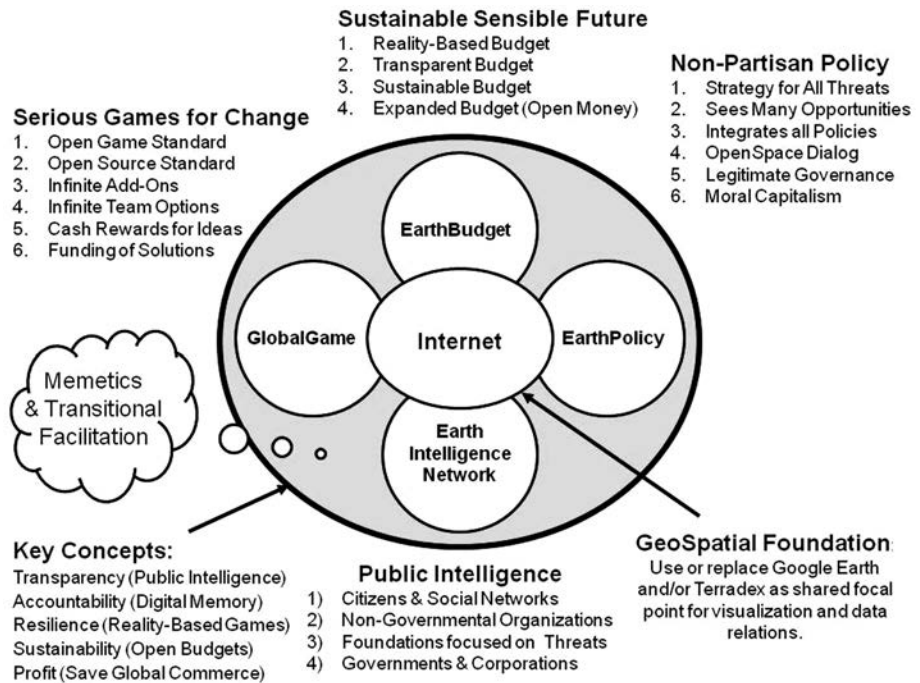 Sustainable Sensible Future
1. Reality-Based Budget
2. Transparent Budget
3. Sustainable Budget
4. Expanded Budget (Open Money)
Non-Partisan Policy
1. Strategy for All Threats
2. Sees Many Opportunities
3. Integrates all Policies
4. OpenSpace Dialog
5. Legitimate Governance
6. Moral Capitalism
Serious Games for Change
1. Open Game Standard
2. Open Source Standard
3. Infinite Add-Ons
4. Infinite Team Options
5. Cash Rewards for Ideas
6. Funding of Solutions
EarthBudget
GlobalGame
Internet
EarthPolicy
Earth
Intelligence
Network
Memetics
& Transitional
Facilitation
Key Concepts:
Transparency (Public Intelligence)
Accountability (Digital Memory)
Resilience (Reality-Based Games)
Sustainability (Open Budgets)
Profit (Save Global Commerce)
Public Intelligence
1) Citizens & Social Networks
2) Non-Governmental Organizations
3) Foundations focused on Threats
4) Governments & Corporations
GeoSpatial Foundation:
Use or replace Google Earth
and/or Terradex as shared focal
point for visualization and data
relations.